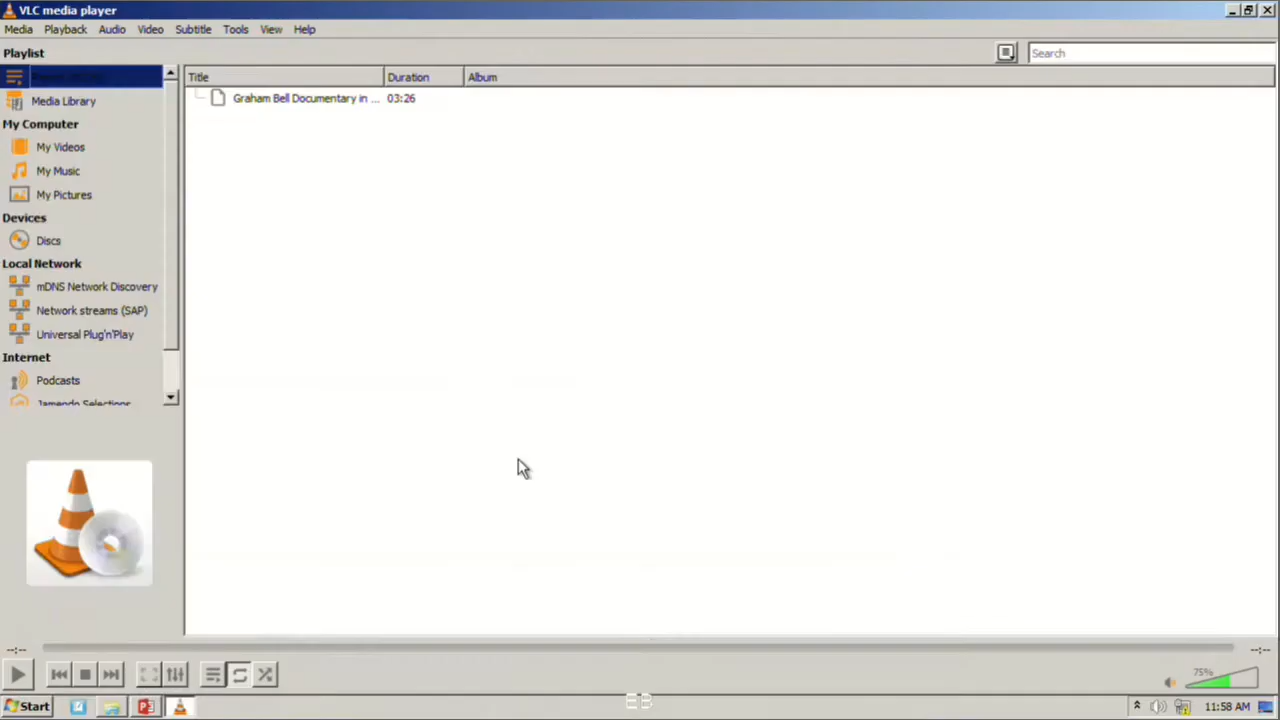 VLC media player
Media Playback Audio Video Subtitle Tools View Help
Playlist
Search
Title Duration Album
Graham Bell Documentary in ... 03:26
Media Library
My Computer
My Videos
My Music
My Pictures
Devices
Discs
Local Network
mDNS Network Discovery
Network streams (SAP)
Universal Plug'n'Play
Internet
Podcasts
Jamendo Selections
--:-- --:--
75%
Start
11:58 AM